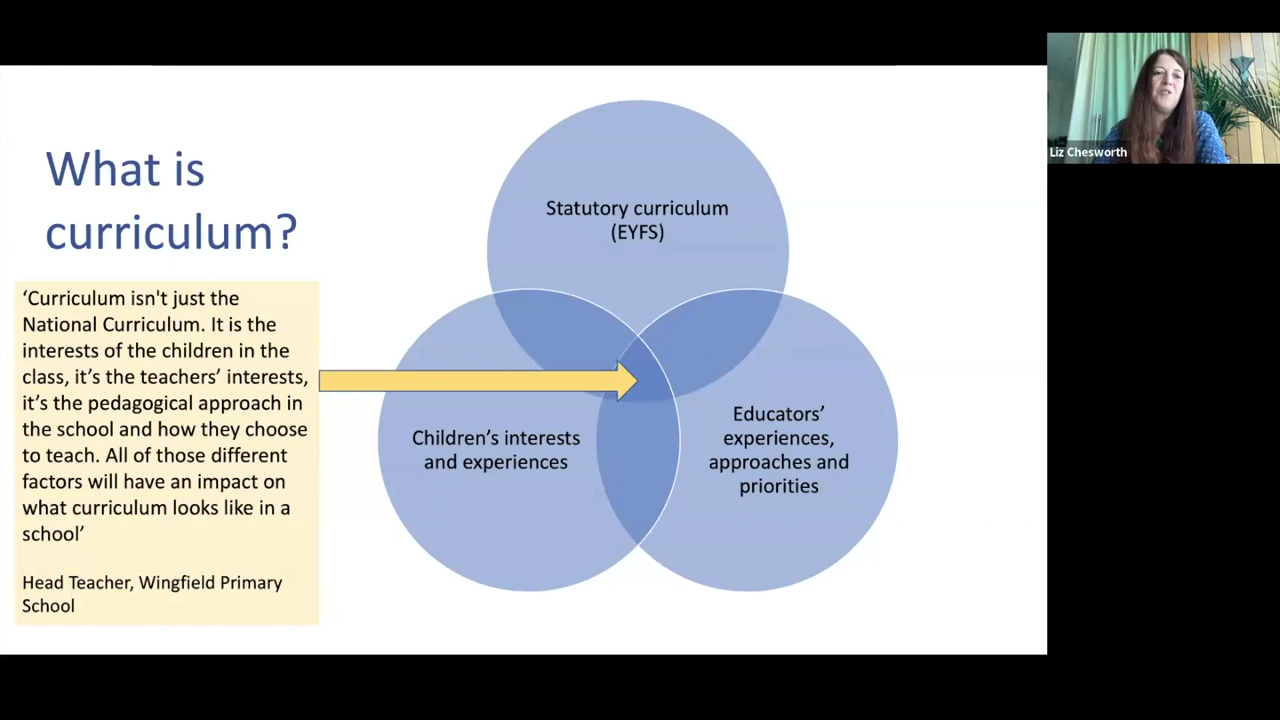 What is
curriculum?
‘Curriculum isn't just the
National Curriculum. It is the
interests of the children in the
class, it’s the teachers’ interests,
it’s the pedagogical approach in
the school and how they choose
to teach. All of those different
factors will have an impact on
what curriculum looks like in a
school’
Head Teacher, Wingfield Primary
School
Statutory curriculum
(EYFS)
Children’s interests
and experiences
Educators’
experiences,
approaches and
priorities
Liz Chesworth